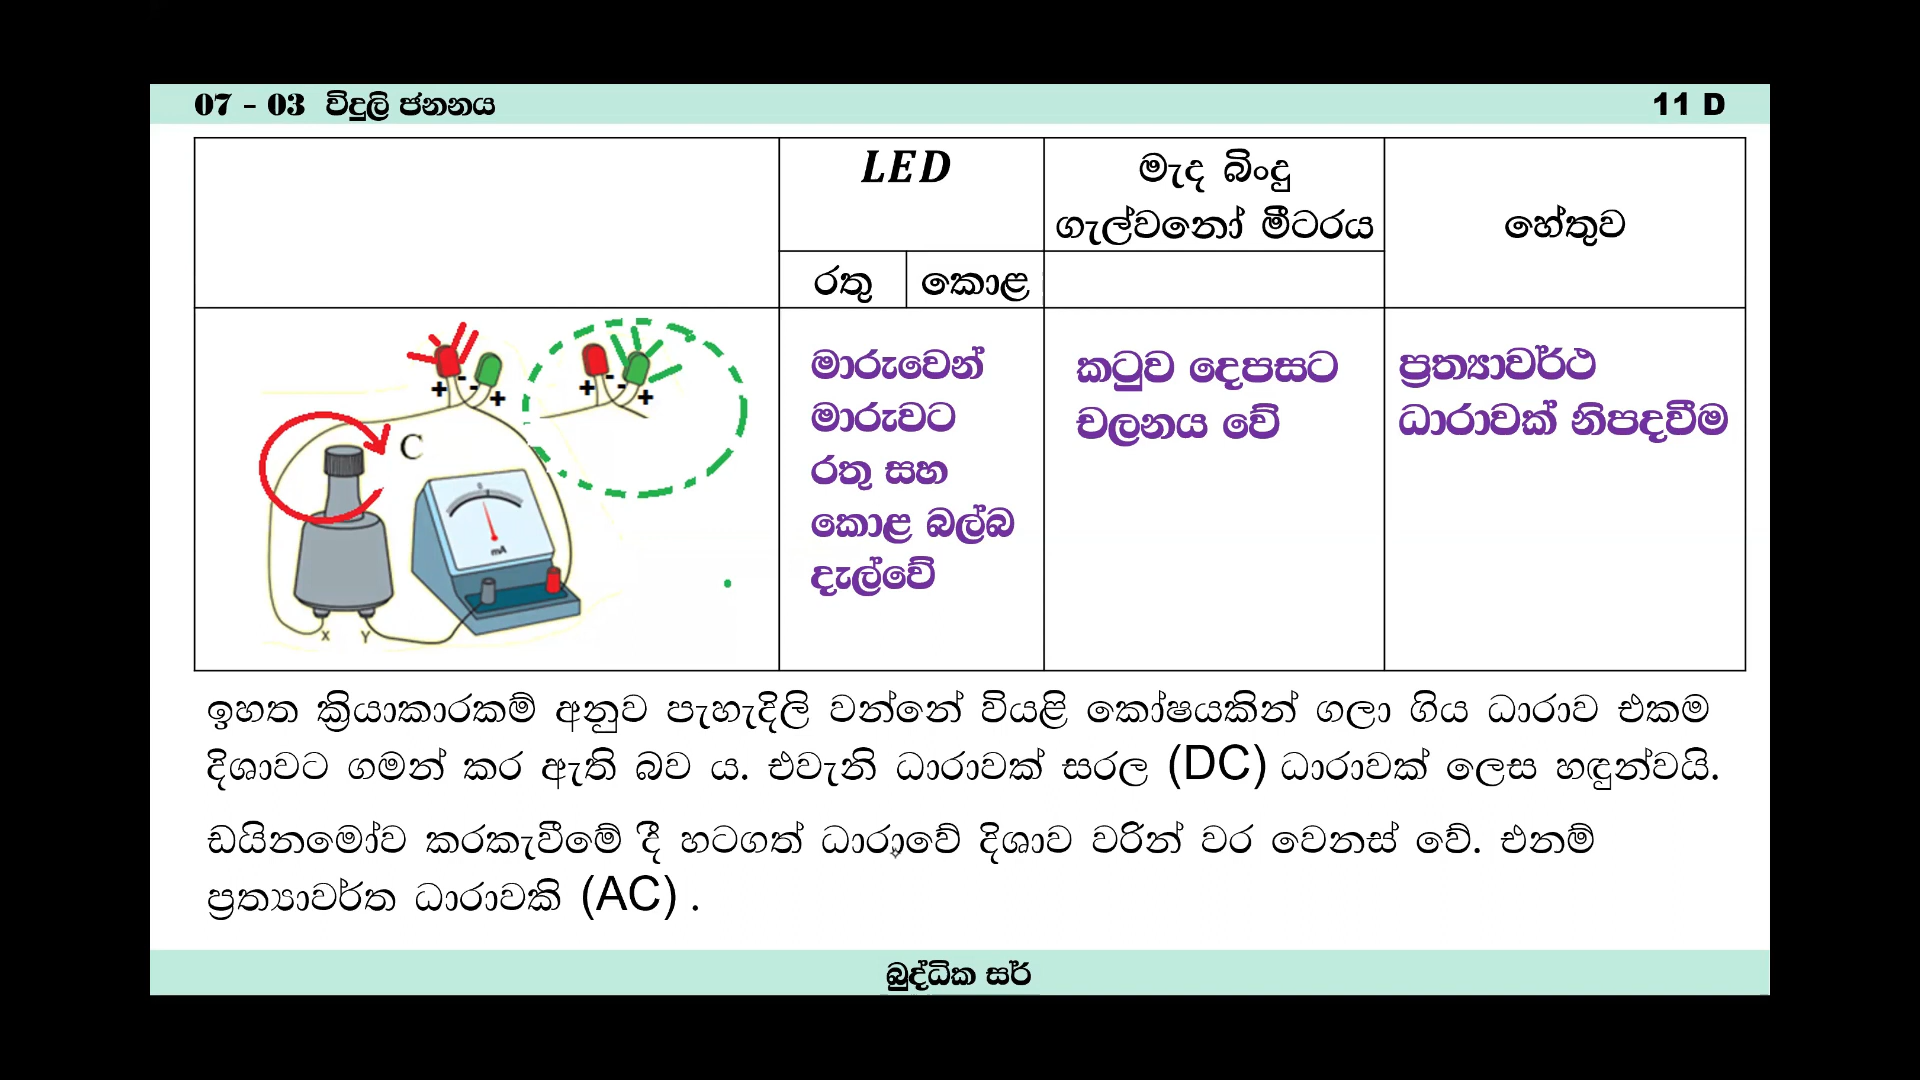 07 - 03 විදුලි ජනනය
11 D
LED
මැද බිංදු
ගැල්වනෝ මීටරය
හේතුව
රතු
කොළ
මාරුවෙන්
මාරුවට
රතු සහ
කොළ බල්බ
දැල්වේ
කටුව දෙපසට
චලනය වේ
ප්‍රත්‍යාවර්ථ
ධාරාවක් නිපදවීම
+ - - +
+ - - +
C
0
mA
X Y
ඉහත ක්‍රියාකාරකම් අනුව පැහැදිලි වන්නේ වියළි කෝෂයකින් ගලා ගිය ධාරාව එකම
දිශාවට ගමන් කර ඇති බව ය. එවැනි ධාරාවක් සරල (DC) ධාරාවක් ලෙස හඳුන්වයි.
ඩයිනමෝව කරකැවීමේ දී හටගත් ධාරාවේ දිශාව වරින් වර වෙනස් වේ. එනම්
ප්‍රත්‍යාවර්ත ධාරාවකි (AC) .
බුද්ධික සර්